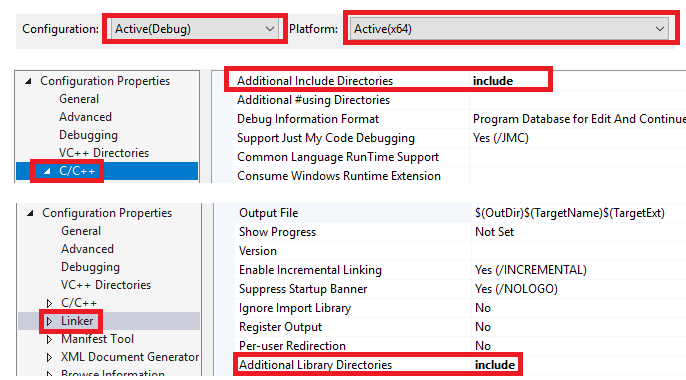 Configuration: Active(Debug) Platform: Active(x64)
Configuration Properties
General
Advanced
Debugging
VC++ Directories
C/C++
Additional Include Directories include
Additional #using Directories
Debug Information Format Program Database for Edit And Continue
Support Just My Code Debugging Yes (/JMC)
Common Language RunTime Support
Consume Windows Runtime Extension
Configuration Properties
General
Advanced
Debugging
VC++ Directories
C/C++
Linker
Manifest Tool
XML Document Generator
Browse Information
Output File $(OutDir)$(TargetName)$(TargetExt)
Show Progress Not Set
Version
Enable Incremental Linking Yes (/INCREMENTAL)
Suppress Startup Banner Yes (/NOLOGO)
Ignore Import Library No
Register Output No
Per-user Redirection No
Additional Library Directories include